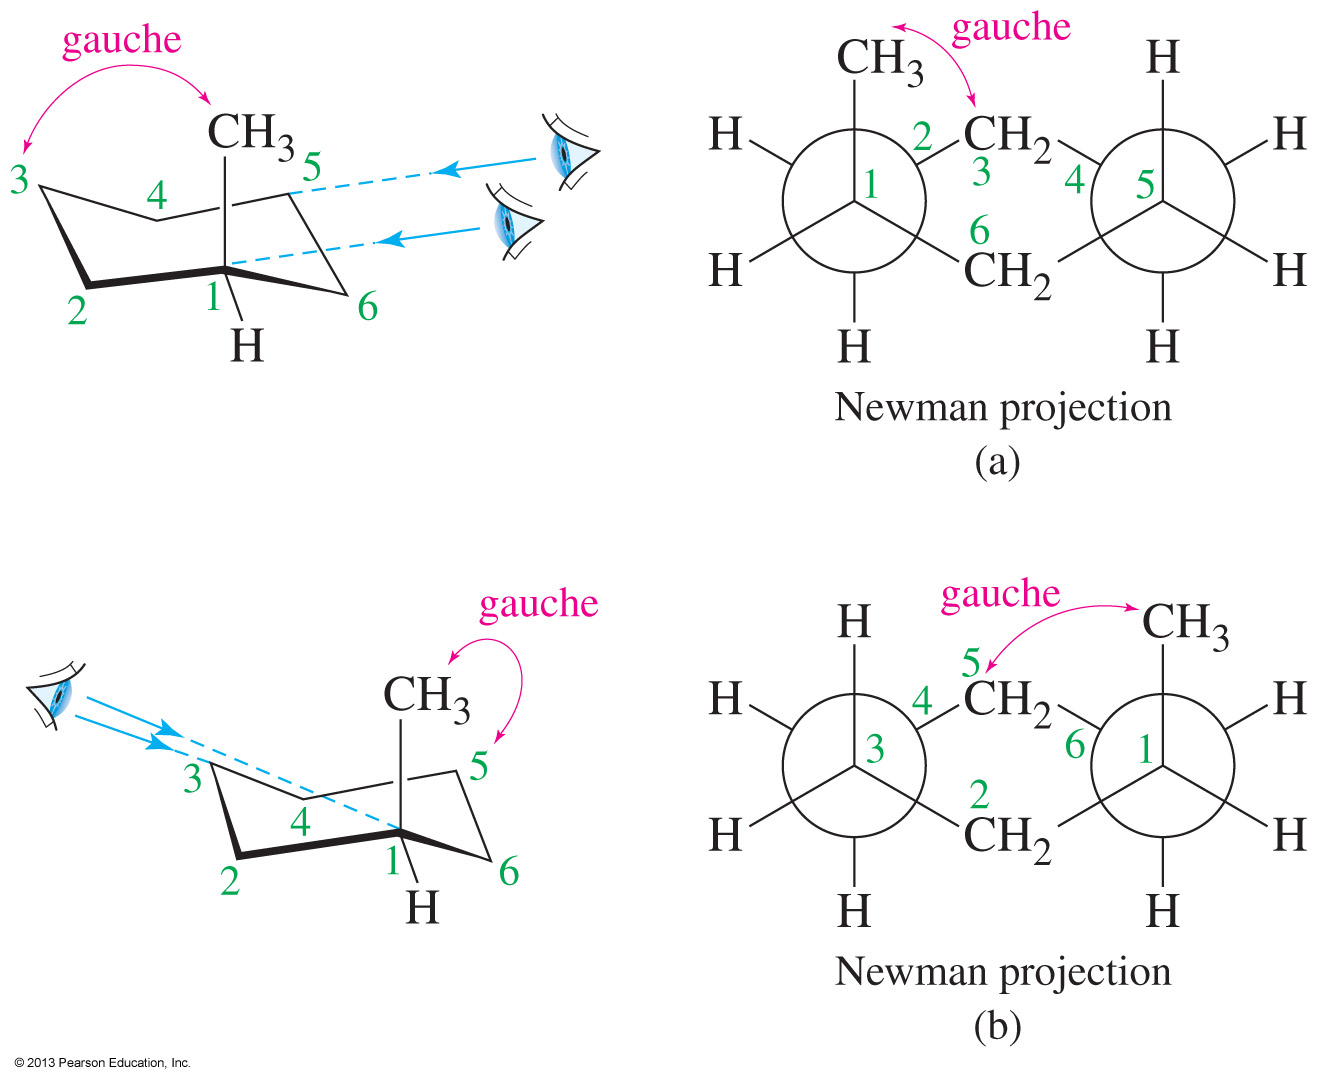 gauche
CH3
3
4
5
2
1
6
H
gauche
CH3
H
H
2
CH2
H
1
3
4
5
6
H
CH2
H
H
H
Newman projection
(a)
gauche
CH3
3
4
5
2
1
6
H
gauche
H
CH3
5
H
4
CH2
H
3
6
1
2
H
CH2
H
H
H
Newman projection
(b)
© 2013 Pearson Education, Inc.